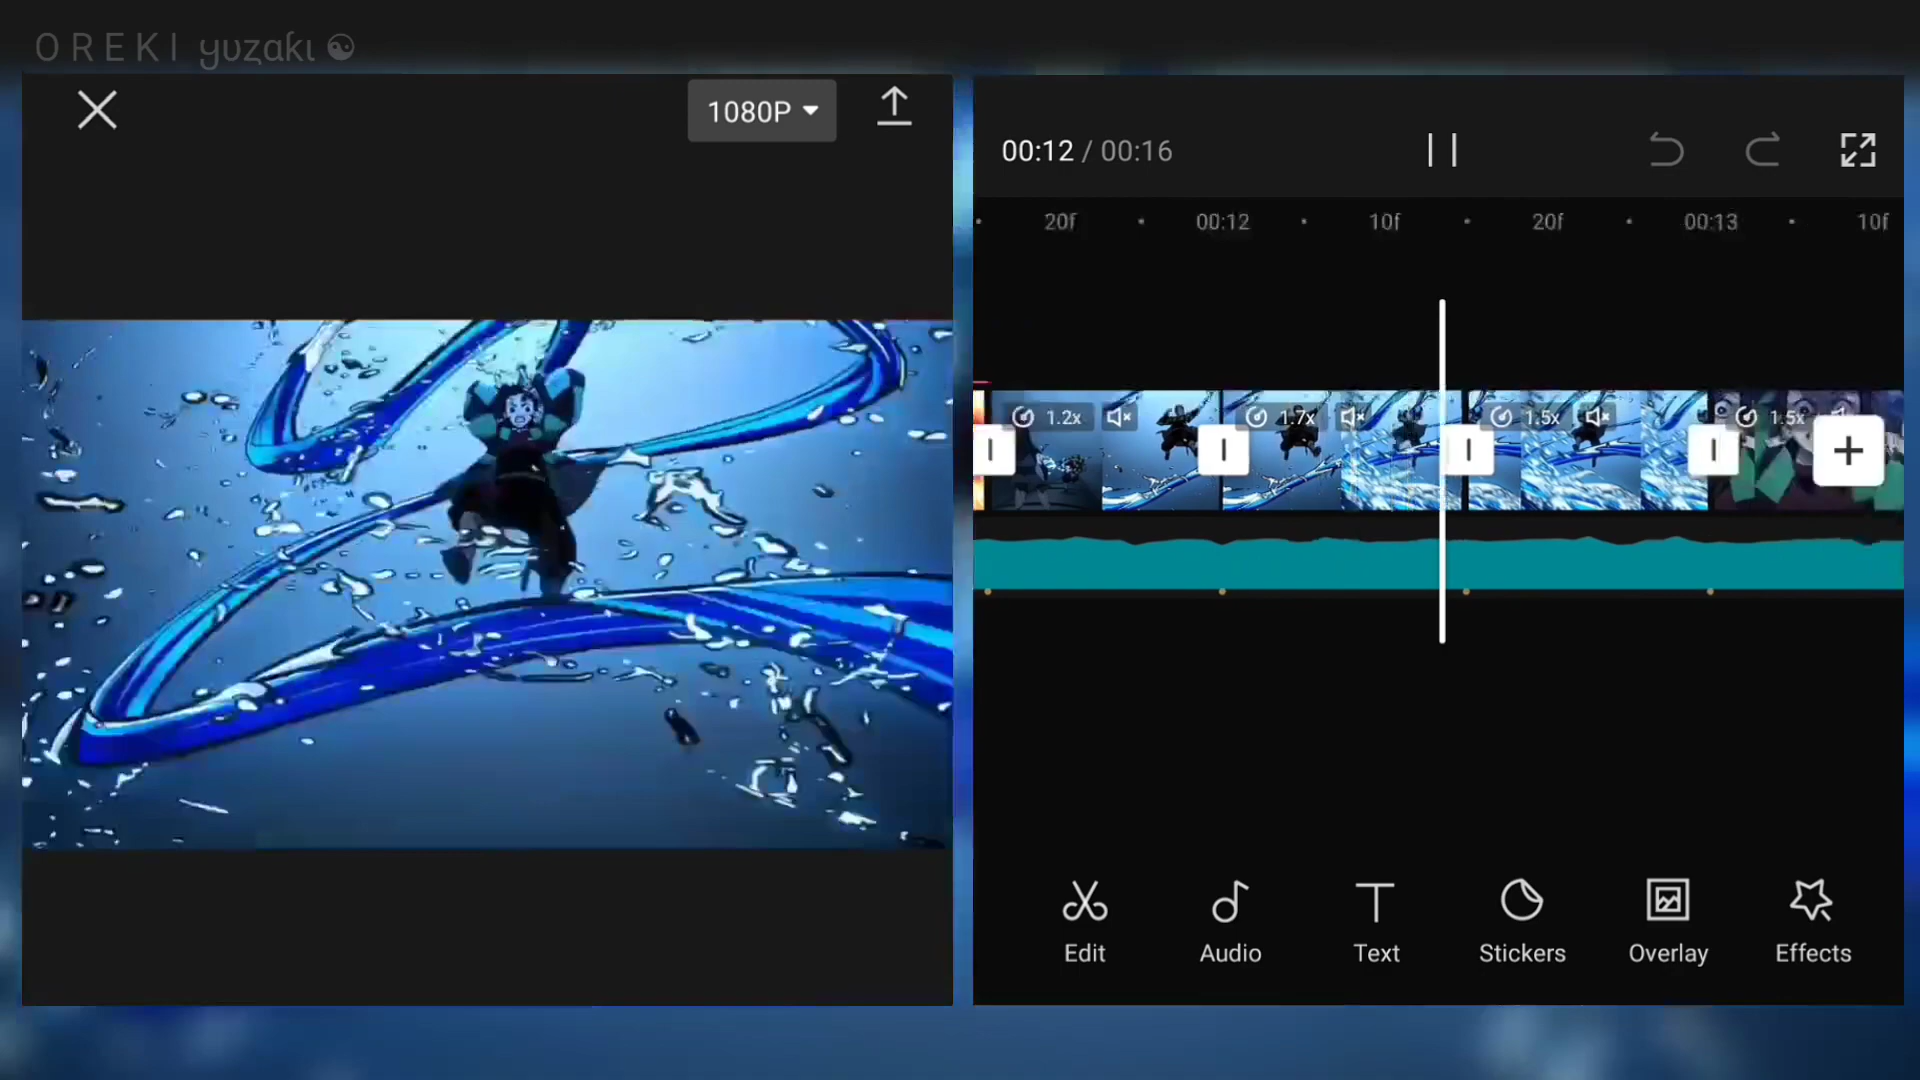 OREKI yuzakı ☯
1080P
00:12 / 00:16
20f 00:12 10f 20f 00:13 10f
1.2x 1.7x 1.5x 1.5x
Edit Audio Text Stickers Overlay Effects